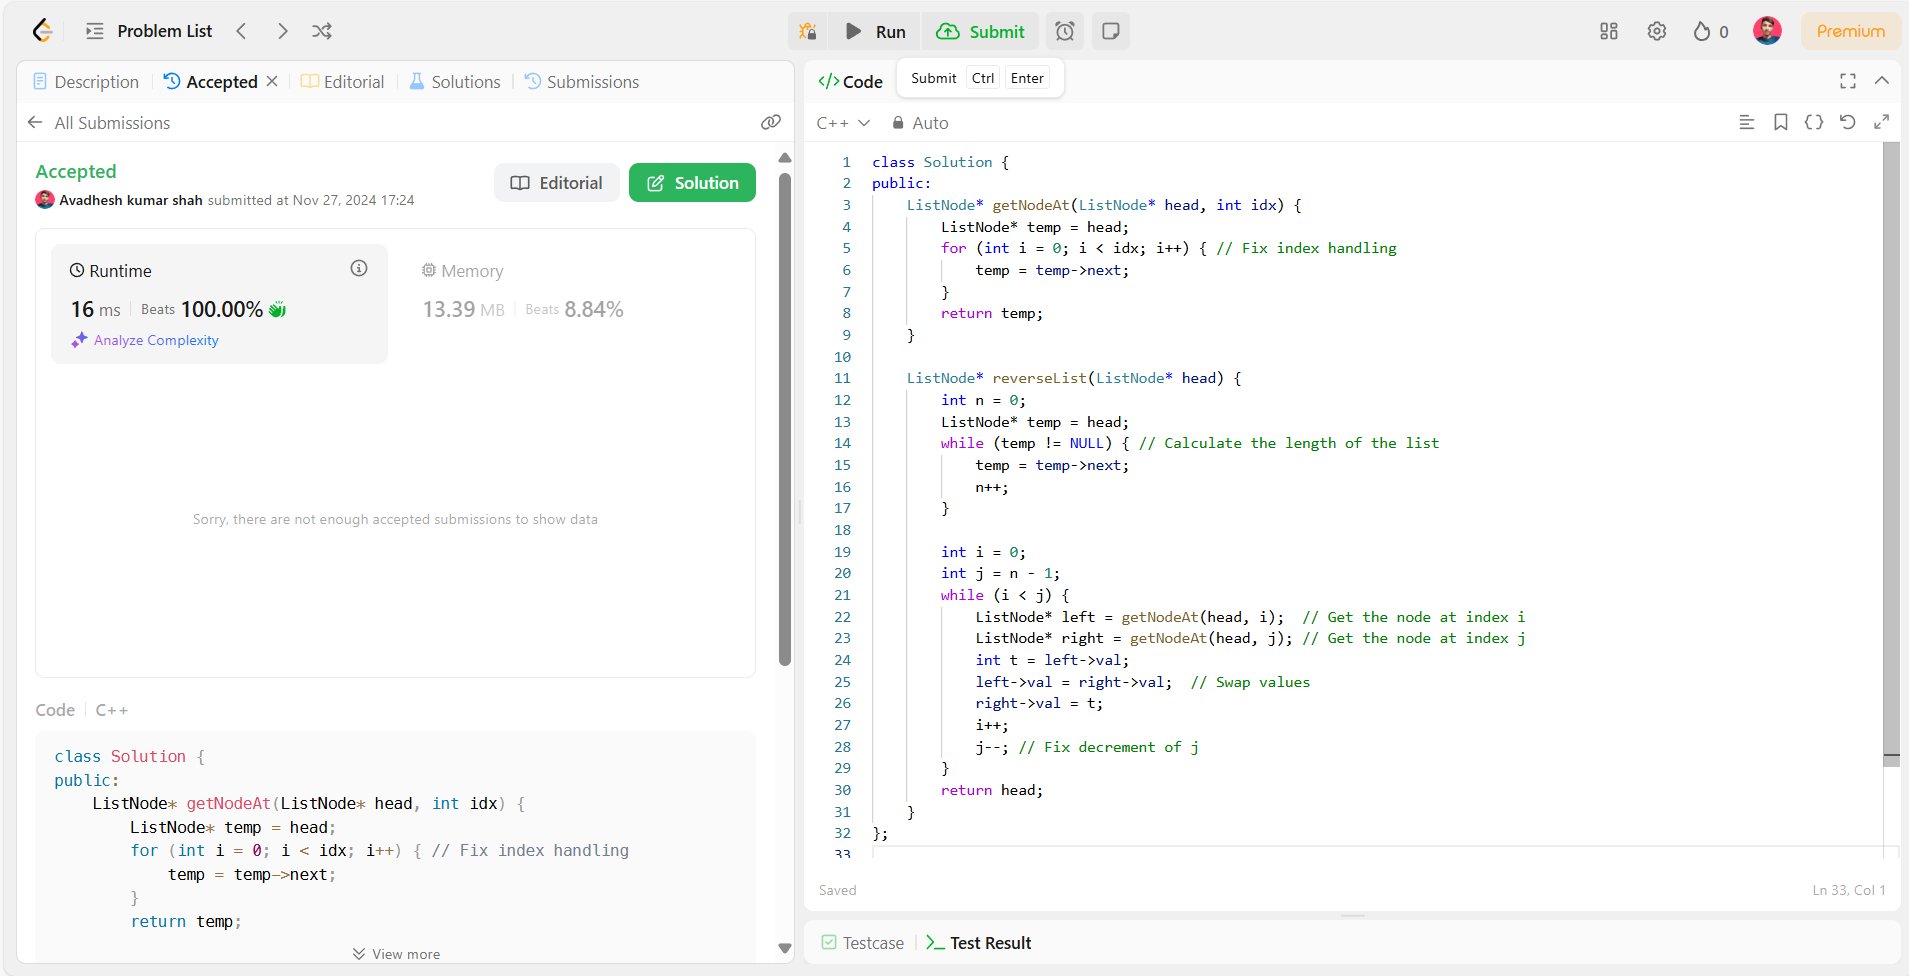 Problem List
Run
Submit
0
Premium
Description
Accepted
Editorial
Solutions
Submissions
All Submissions
Accepted
Avadhesh kumar shah submitted at Nov 27, 2024 17:24
Editorial
Solution
Runtime
16 ms Beats 100.00%
Analyze Complexity
Memory
13.39 MB Beats 8.84%
Sorry, there are not enough accepted submissions to show data
Code C++
class Solution {
public:
    ListNode* getNodeAt(ListNode* head, int idx) {
        ListNode* temp = head;
        for (int i = 0; i < idx; i++) { // Fix index handling
            temp = temp->next;
        }
        return temp;
View more
</> Code
Submit Ctrl Enter
C++ Auto
1 class Solution {
2 public:
3     ListNode* getNodeAt(ListNode* head, int idx) {
4         ListNode* temp = head;
5         for (int i = 0; i < idx; i++) { // Fix index handling
6             temp = temp->next;
7         }
8         return temp;
9     }
10
11     ListNode* reverseList(ListNode* head) {
12         int n = 0;
13         ListNode* temp = head;
14         while (temp != NULL) { // Calculate the length of the list
15             temp = temp->next;
16             n++;
17         }
18
19         int i = 0;
20         int j = n - 1;
21         while (i < j) {
22             ListNode* left = getNodeAt(head, i);  // Get the node at index i
23             ListNode* right = getNodeAt(head, j); // Get the node at index j
24             int t = left->val;
25             left->val = right->val;  // Swap values
26             right->val = t;
27             i++;
28             j--; // Fix decrement of j
29         }
30         return head;
31     }
32 };
33
Saved
Ln 33, Col 1
Testcase
Test Result